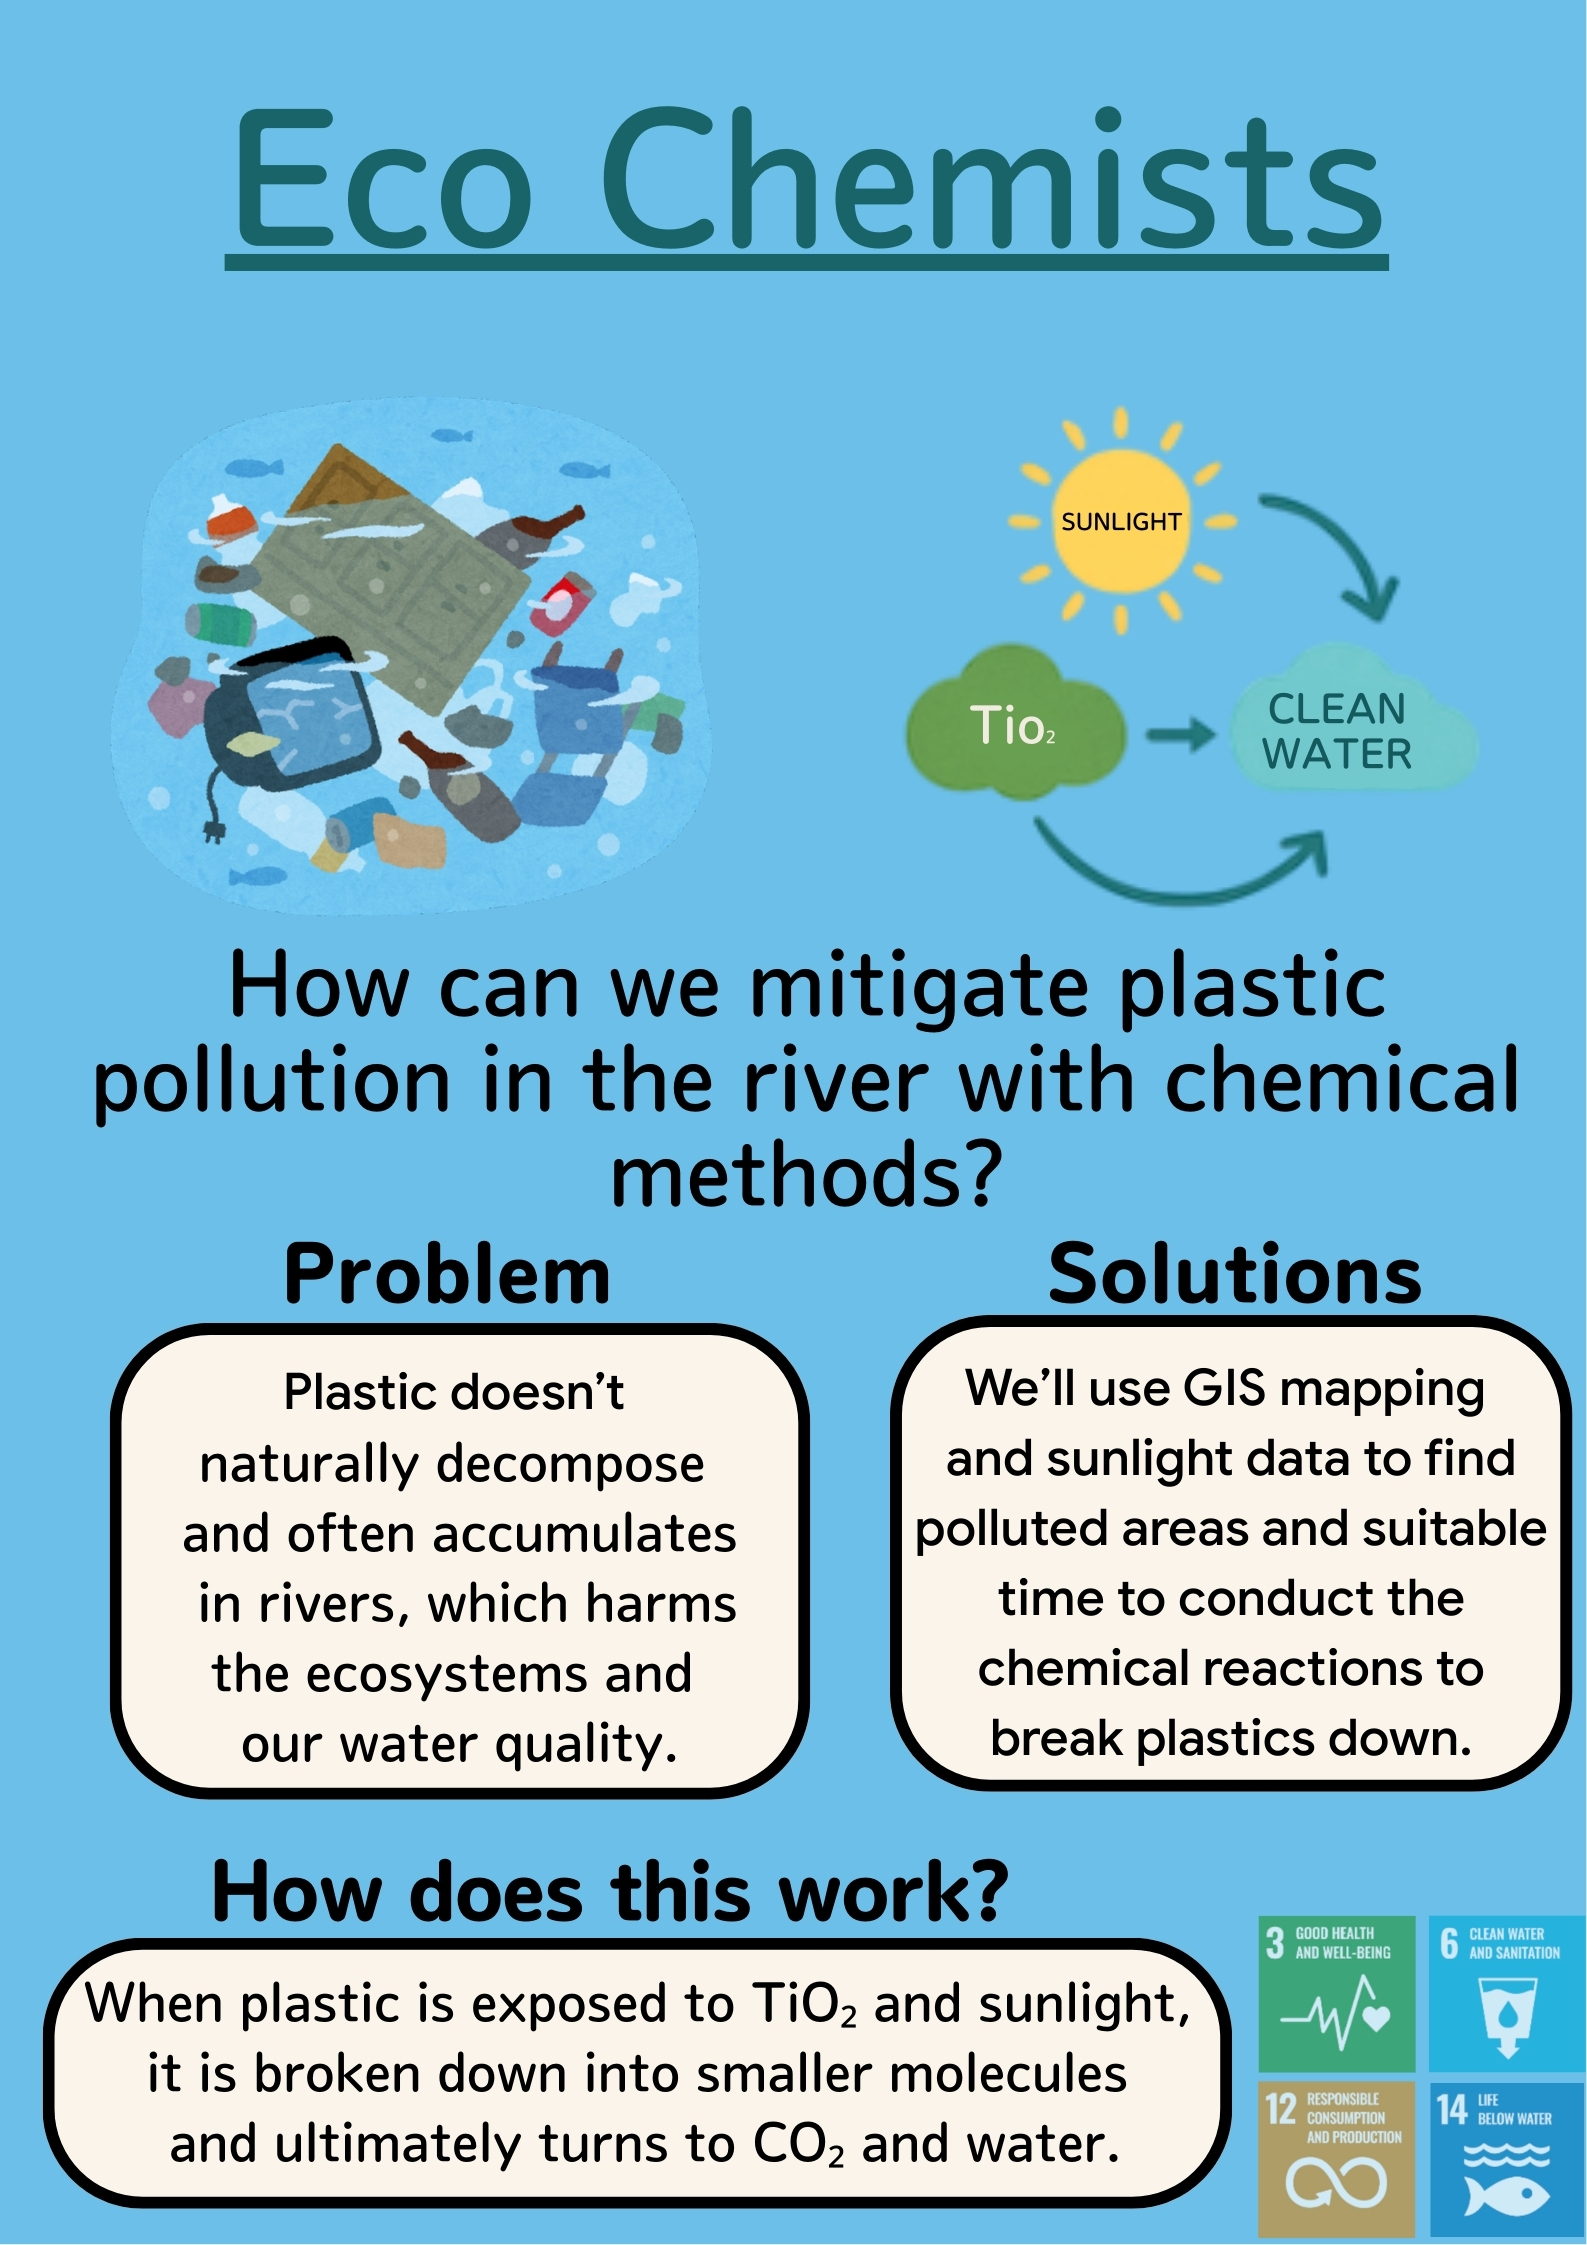 Eco Chemists
SUNLIGHT
Tio₂
CLEAN
WATER
How can we mitigate plastic
pollution in the river with chemical
methods?
Problem
Plastic doesn’t
naturally decompose
and often accumulates
in rivers, which harms
the ecosystems and
our water quality.
Solutions
We’ll use GIS mapping
and sunlight data to find
polluted areas and suitable
time to conduct the
chemical reactions to
break plastics down.
How does this work?
When plastic is exposed to TiO₂ and sunlight,
it is broken down into smaller molecules
and ultimately turns to CO₂ and water.
3 GOOD HEALTH
AND WELL-BEING
6 CLEAN WATER
AND SANITATION
12 RESPONSIBLE
CONSUMPTION
AND PRODUCTION
14 LIFE
BELOW WATER